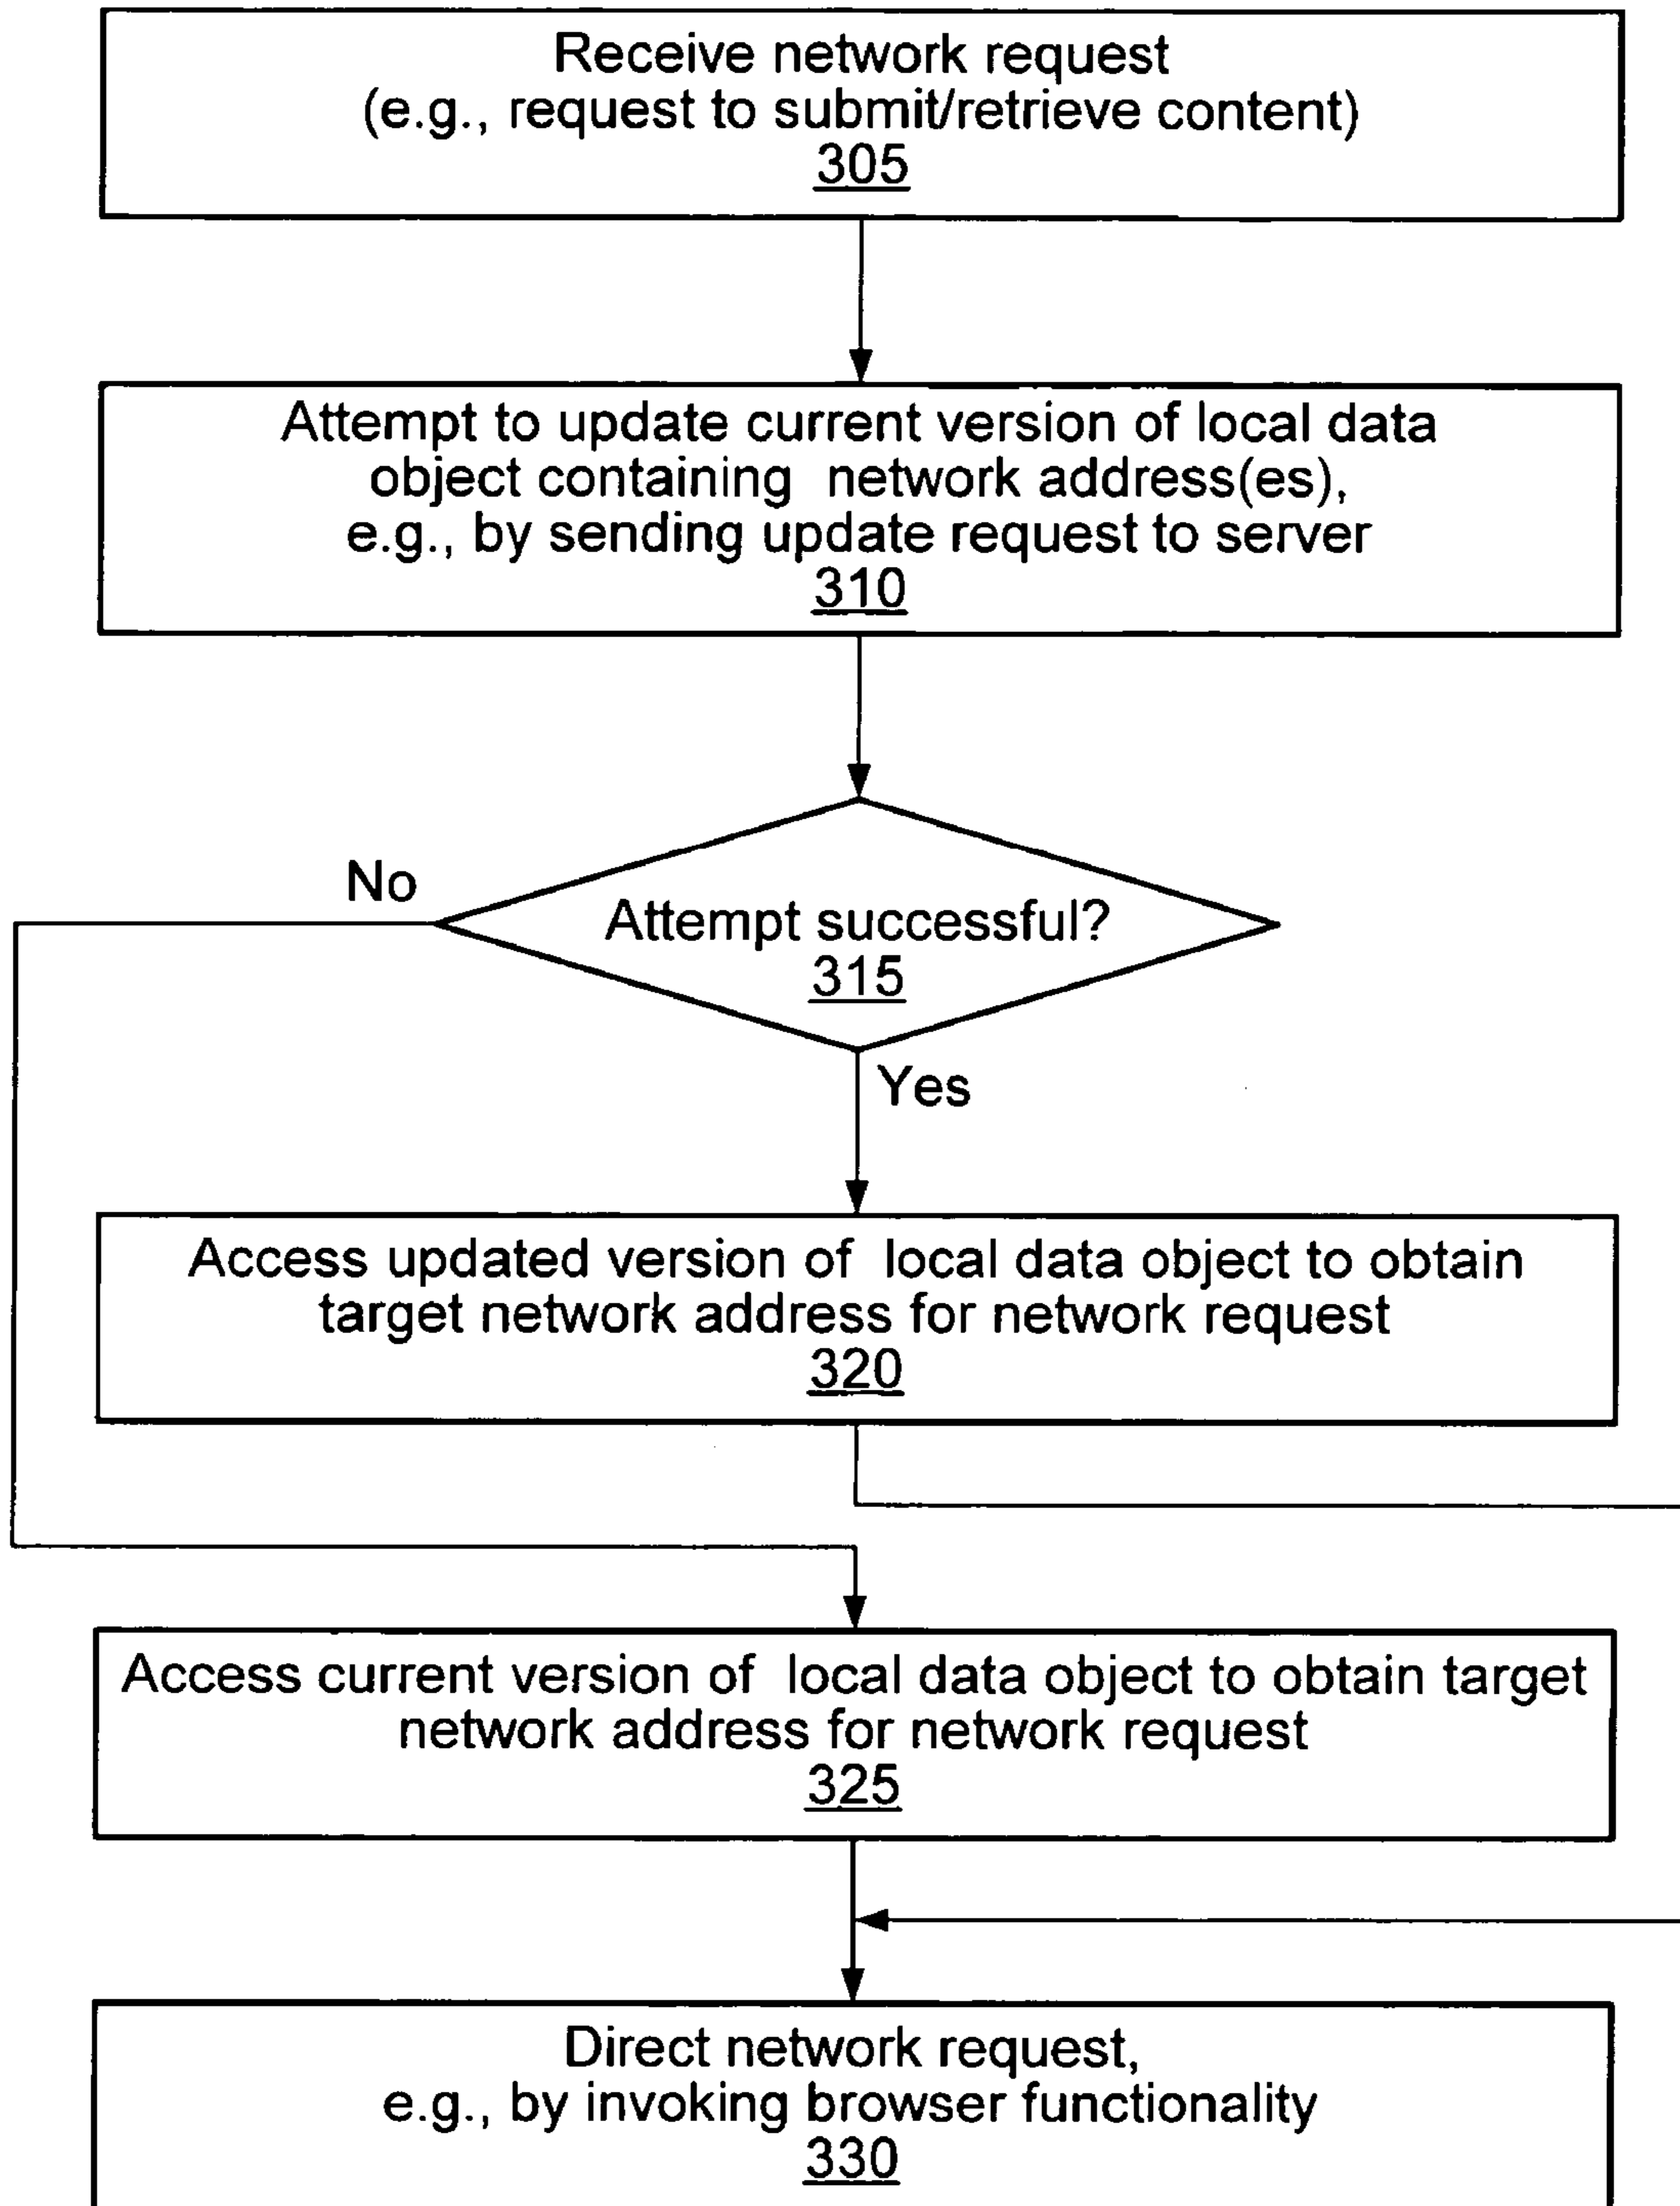 Receive network request
(e.g., request to submit/retrieve content)
305
Attempt to update current version of local data
object containing network address(es),
e.g., by sending update request to server
310
No
Attempt successful?
315
Yes
Access updated version of local data object to obtain
target network address for network request
320
Access current version of local data object to obtain target
network address for network request
325
Direct network request,
e.g., by invoking browser functionality
330